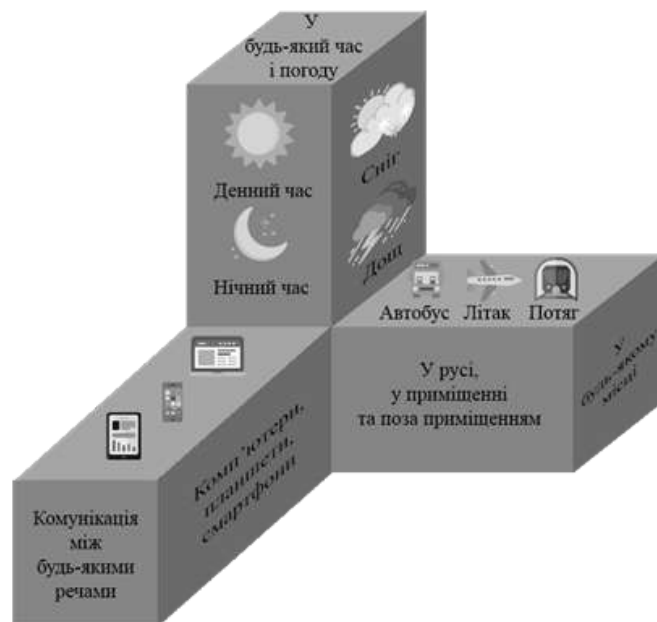 У
будь-який час
і погоду
Денний час
Сніг
Нічний час
Дощ
Автобус Літак Потяг
У русі,
у приміщенні
та поза приміщенням
У
будь-якому
місці
Комп’ютери,
планшети,
смартфони
Комунікація
між
будь-якими
речами